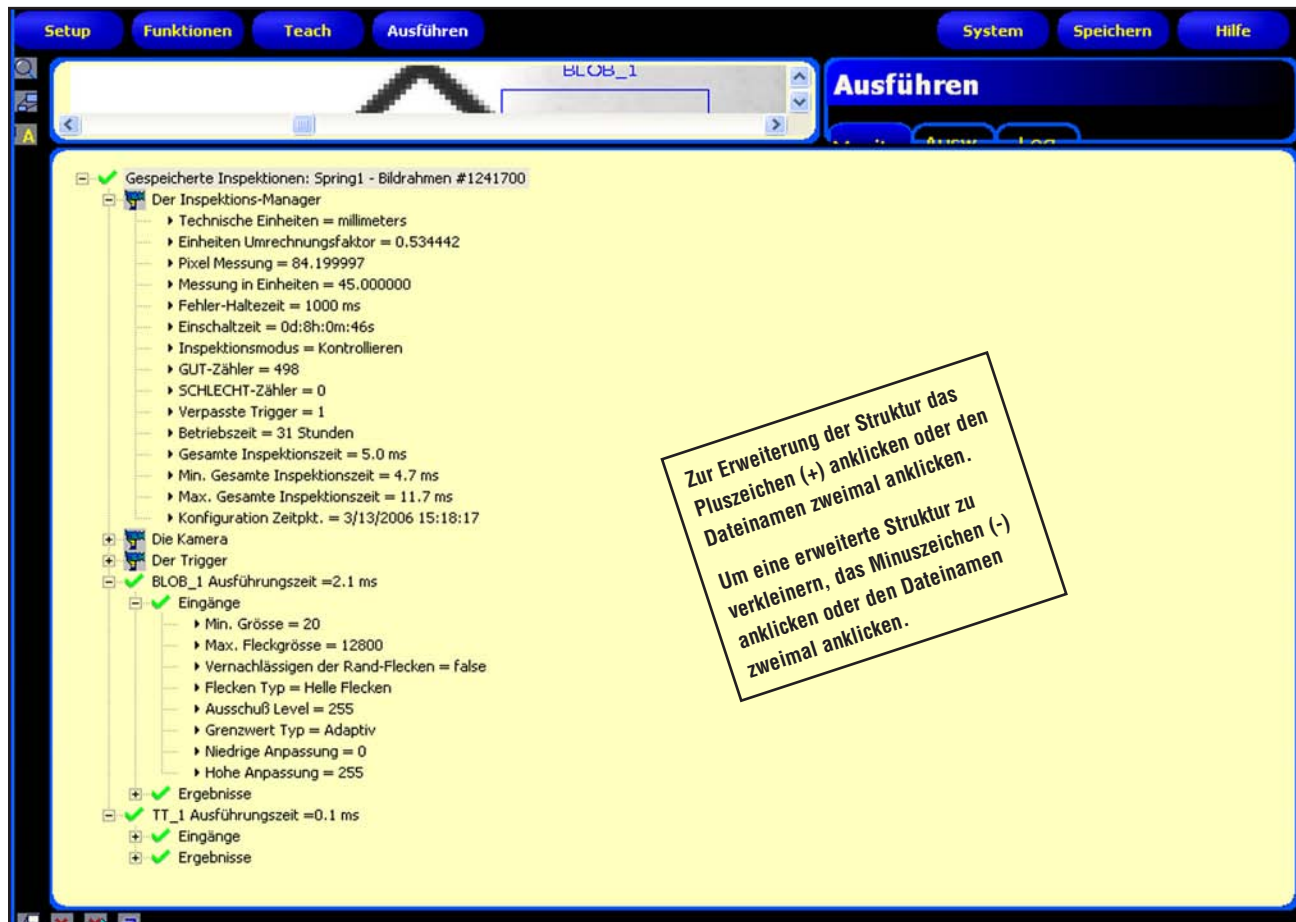 Setup Funktionen Teach Ausführen System Speichern Hilfe
BLOB_1
Ausführen
A
Log
Gespeicherte Inspektionen: Spring1 - Bildrahmen #1241700
Der Inspektions-Manager
Technische Einheiten = millimeters
Einheiten Umrechnungsfaktor = 0.534442
Pixel Messung = 84.199997
Messung in Einheiten = 45.000000
Fehler-Haltezeit = 1000 ms
Einschaltzeit = 0d:8h:0m:46s
Inspektionsmodus = Kontrollieren
GUT-Zähler = 498
SCHLECHT-Zähler = 0
Verpasste Trigger = 1
Betriebszeit = 31 Stunden
Gesamte Inspektionszeit = 5.0 ms
Min. Gesamte Inspektionszeit = 4.7 ms
Max. Gesamte Inspektionszeit = 11.7 ms
Konfiguration Zeitpkt. = 3/13/2006 15:18:17
Die Kamera
Der Trigger
BLOB_1 Ausführungszeit =2.1 ms
Eingänge
Min. Grösse = 20
Max. Fleckgrösse = 12800
Vernachlässigen der Rand-Flecken = false
Flecken Typ = Helle Flecken
Ausschuß Level = 255
Grenzwert Typ = Adaptiv
Niedrige Anpassung = 0
Hohe Anpassung = 255
Ergebnisse
TT_1 Ausführungszeit =0.1 ms
Eingänge
Ergebnisse
Zur Erweiterung der Struktur das
Pluszeichen (+) anklicken oder den
Dateinamen zweimal anklicken.
Um eine erweiterte Struktur zu
verkleinern, das Minuszeichen (-)
anklicken oder den Dateinamen
zweimal anklicken.